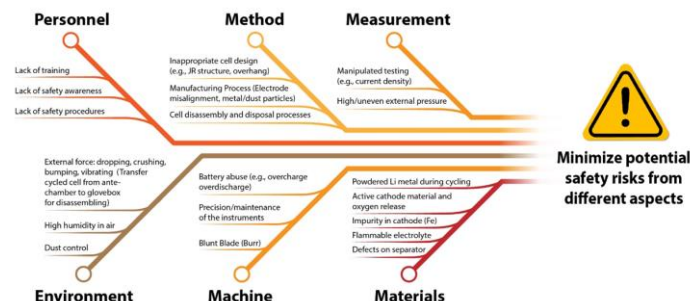 Personnel
Method
Measurement
Lack of training
Lack of safety awareness
Lack of safety procedures
Inappropriate cell design
(e.g., JR structure, overhang)
Manufacturing Process (Electrode
misalignment, metal/dust particles)
Cell disassembly and disposal processes
Manipulated testing
(e.g., current density)
High/uneven external pressure
Minimize potential
safety risks from
different aspects
External force: dropping, crushing,
bumping, vibrating (Transfer
cycled cell from ante-
chamber to glovebox
for disassembling)
High humidity in air
Dust control
Battery abuse (e.g., overcharge
overdischarge)
Precision/maintenance
of the instruments
Blunt Blade (Burr)
Powdered Li metal during cycling
Active cathode material and
oxygen release
Impurity in cathode (Fe)
Flammable electrolyte
Defects on separator
Environment
Machine
Materials